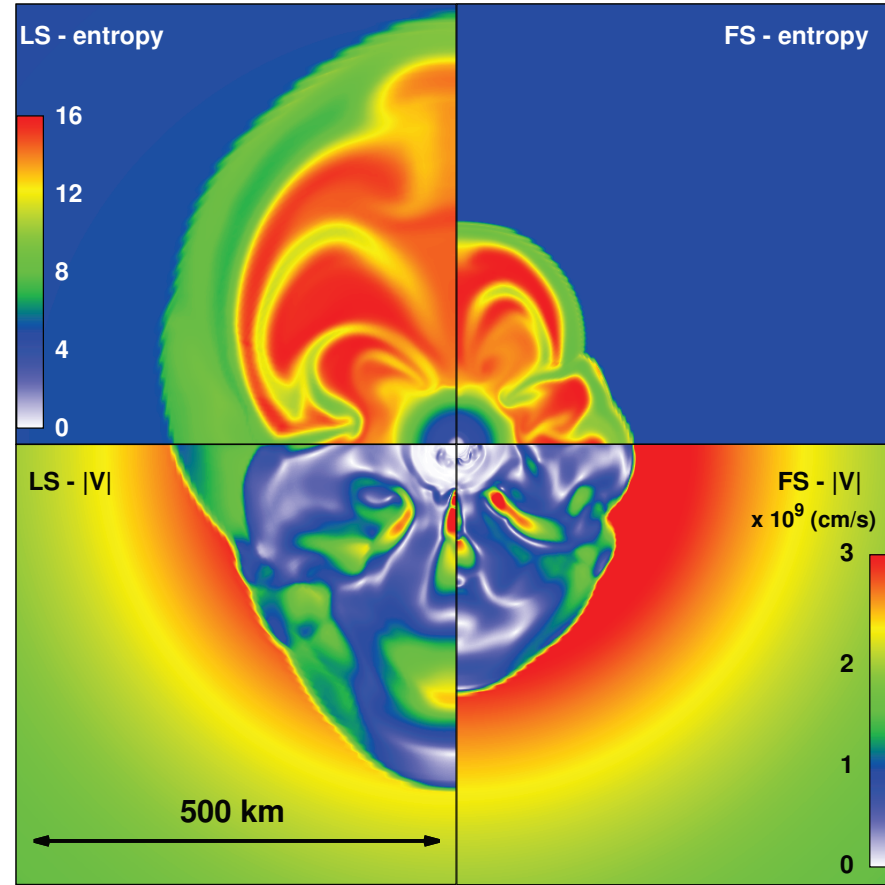 LS - entropy
FS - entropy
16
12
8
4
0
LS - |V|
FS - |V|
x 10⁹ (cm/s)
3
2
1
0
500 km